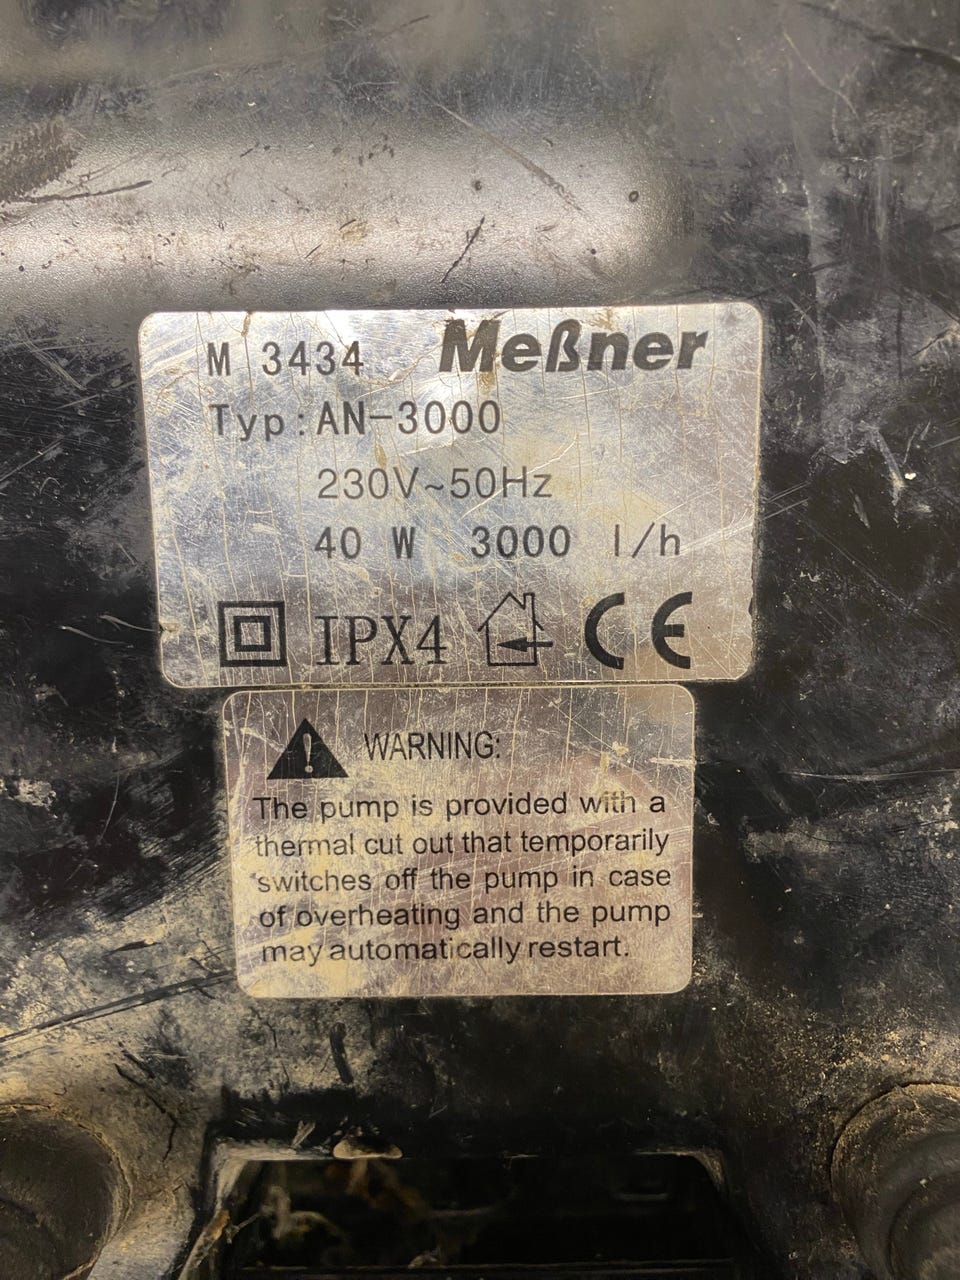 M 3434 Meßner
Typ:AN-3000
230V~50Hz
40 W 3000 l/h
IPX4 CE
WARNING:
The pump is provided with a
thermal cut out that temporarily
switches off the pump in case
of overheating and the pump
may automatically restart.